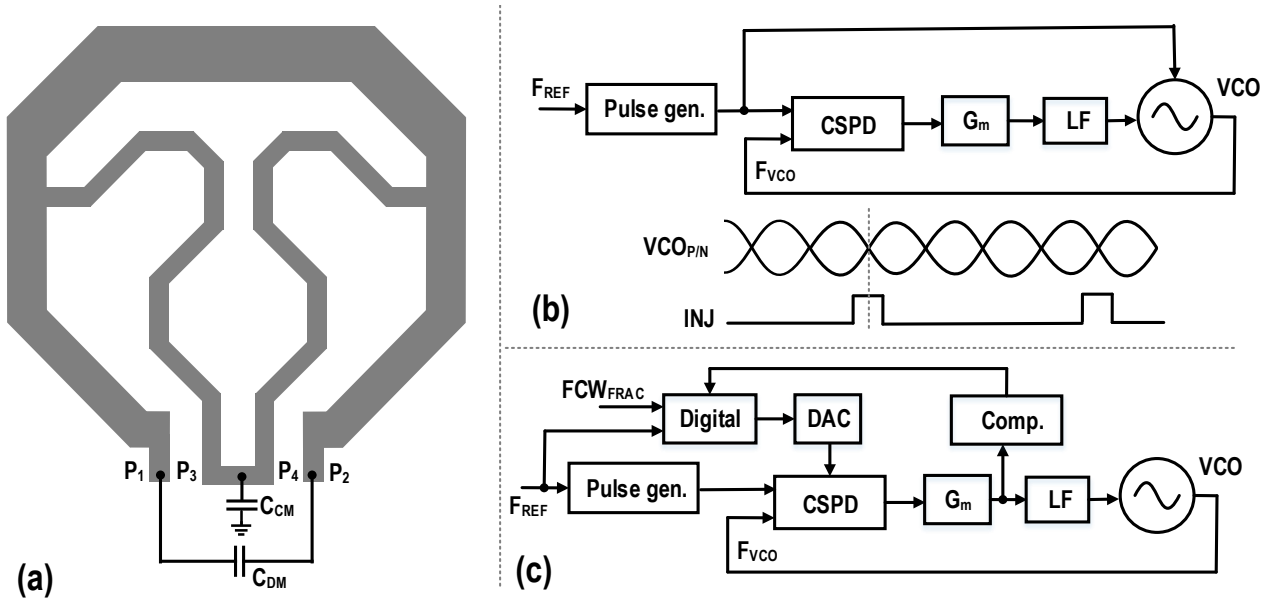 P1 P3 P4 P2
CCM
CDM
(a)
FREF
Pulse gen.
CSPD
Gm
LF
VCO
FVCO
VCOP/N
INJ
(b)
FCWFRAC
Digital
DAC
Comp.
FREF
Pulse gen.
CSPD
Gm
LF
VCO
FVCO
(c)